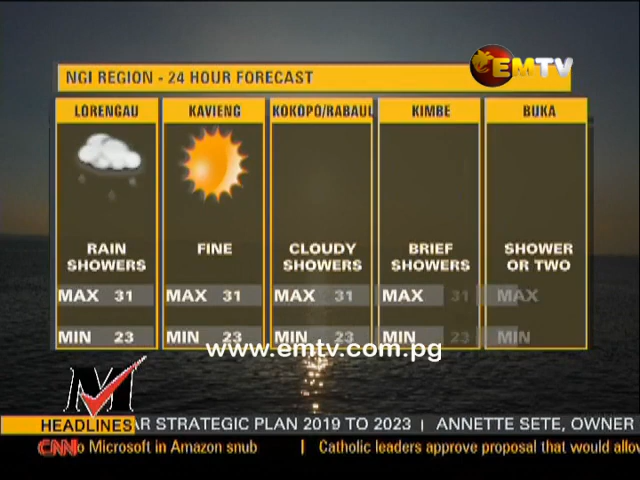 EMTV
NGI REGION - 24 HOUR FORECAST
LORENGAU KAVIENG KOKOPO/RABAUL KIMBE BUKA
RAIN SHOWERS FINE CLOUDY SHOWERS BRIEF SHOWERS SHOWER OR TWO
MAX 31 MAX 31 MAX 31 MAX 31 MAX
MIN 23 MIN 23 MIN 23 MIN 23 MIN
www.emtv.com.pg
M
HEADLINES AR STRATEGIC PLAN 2019 TO 2023 | ANNETTE SETE, OWNER
CNN o Microsoft in Amazon snub | Catholic leaders approve proposal that would allow